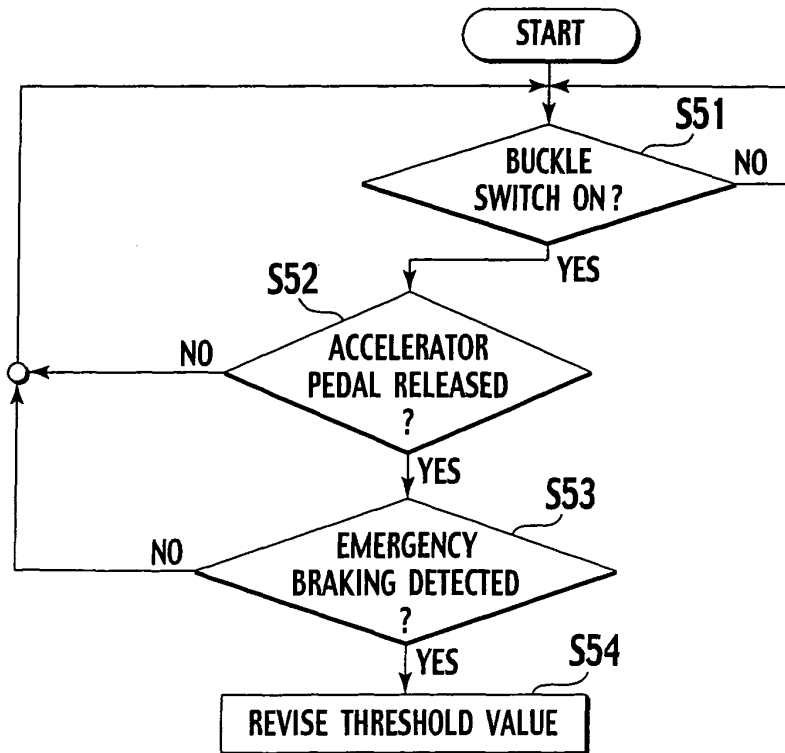 START
S51
BUCKLE
SWITCH ON ?
NO
YES
S52
ACCELERATOR
PEDAL RELEASED
?
NO
YES
S53
EMERGENCY
BRAKING DETECTED
?
NO
YES
S54
REVISE THRESHOLD VALUE